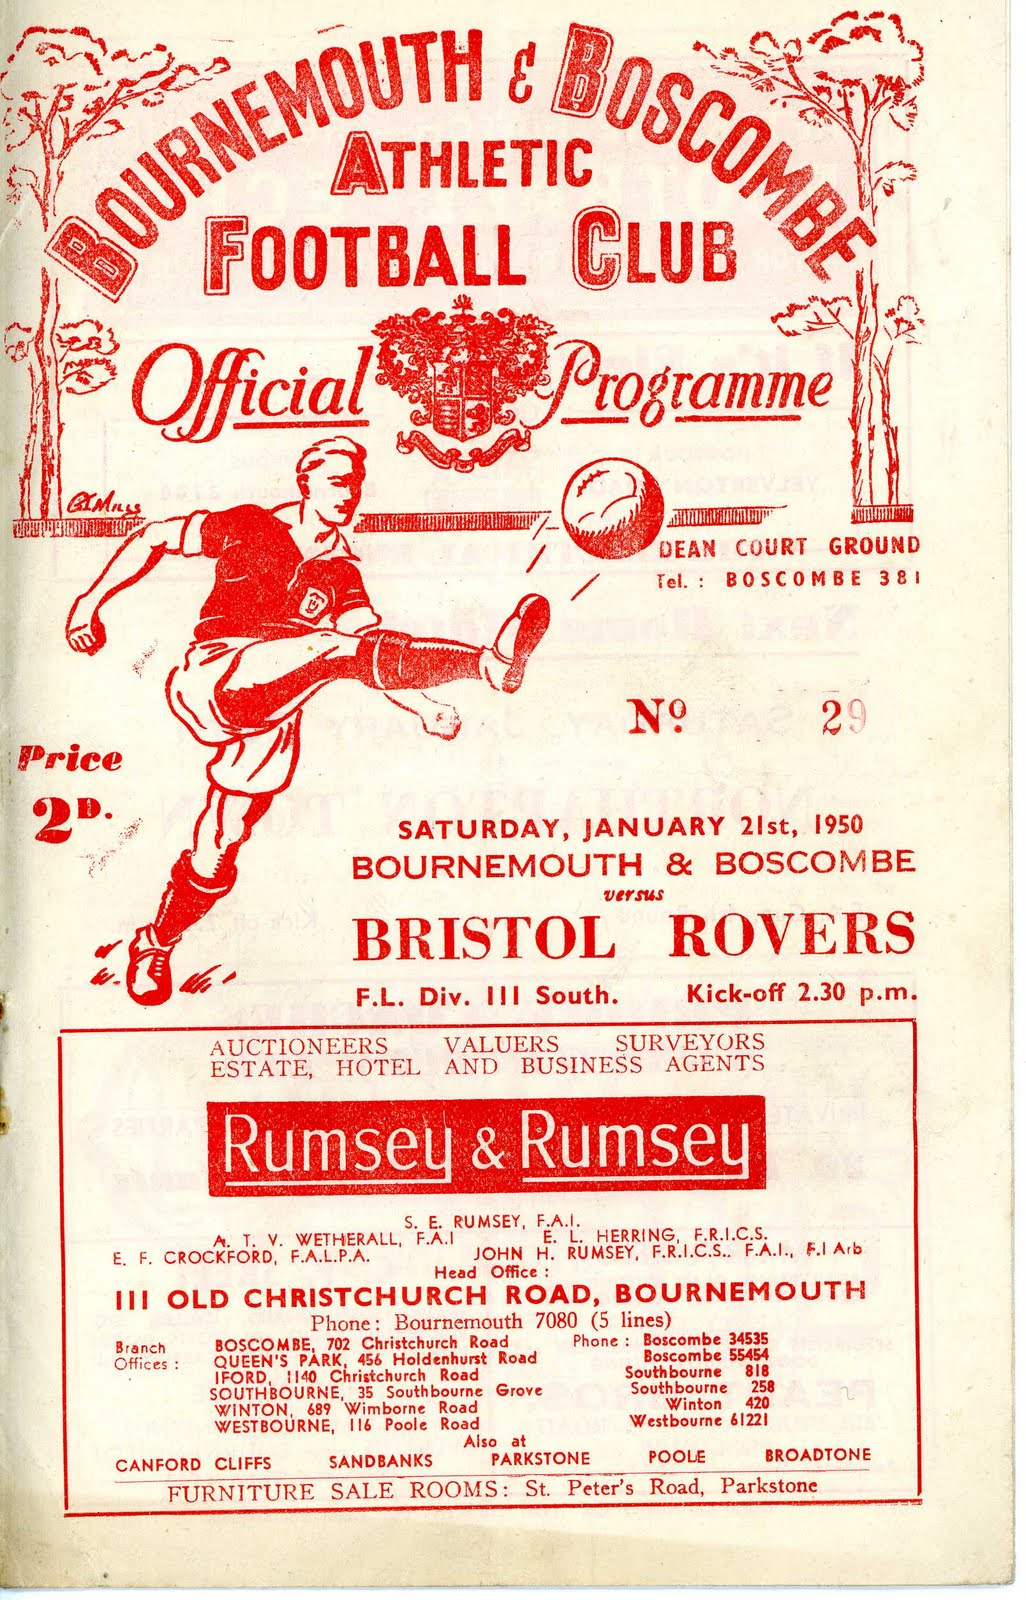 BOURNEMOUTH & BOSCOMBE
ATHLETIC
FOOTBALL CLUB
Official Programme
DEAN COURT GROUND
Tel. : BOSCOMBE 381
Nº 29
Price
2D.
SATURDAY, JANUARY 21st, 1950
BOURNEMOUTH & BOSCOMBE
versus
BRISTOL ROVERS
F.L. Div. III South. Kick-off 2.30 p.m.
AUCTIONEERS VALUERS SURVEYORS
ESTATE, HOTEL AND BUSINESS AGENTS
Rumsey & Rumsey
S. E. RUMSEY, F.A.I.
A. T. V. WETHERALL, F.A.I E. L. HERRING, F.R.I.C.S.
E. F. CROCKFORD, F.A.L.P.A. JOHN H. RUMSEY, F.R.I.C.S.. F.A.I., F.I Arb
Head Office :
111 OLD CHRISTCHURCH ROAD, BOURNEMOUTH
Phone: Bournemouth 7080 (5 lines)
Branch Offices : BOSCOMBE, 702 Christchurch Road Phone : Boscombe 34535
QUEEN'S PARK, 456 Holdenhurst Road Boscombe 55454
IFORD, 1140 Christchurch Road Southbourne 818
SOUTHBOURNE, 35 Southbourne Grove Southbourne 258
WINTON, 689 Wimborne Road Winton 420
WESTBOURNE, 116 Poole Road Westbourne 61221
Also at
CANFORD CLIFFS SANDBANKS PARKSTONE POOLE BROADTONE
FURNITURE SALE ROOMS: St. Peter's Road, Parkstone